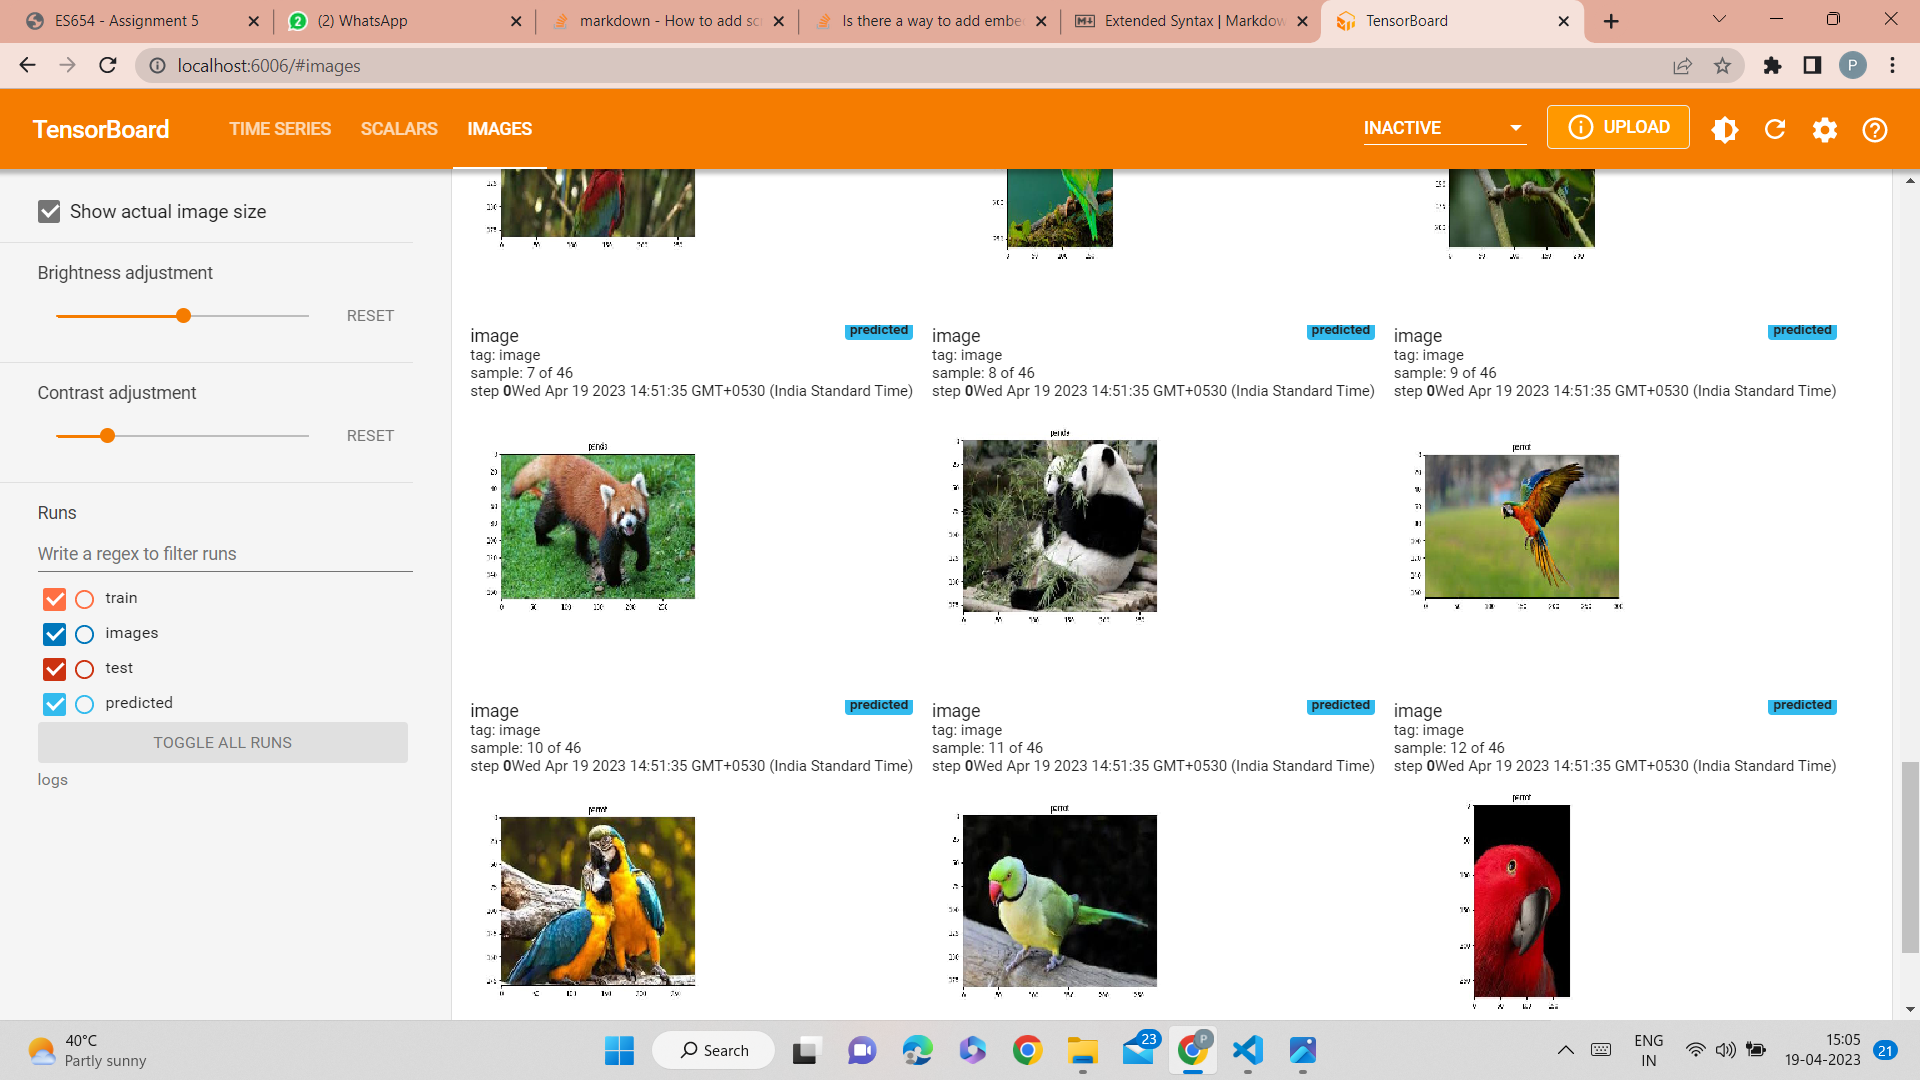 ES654 - Assignment 5
(2) WhatsApp
markdown - How to add sc
Is there a way to add embe
Extended Syntax | Markdow
TensorBoard
localhost:6006/#images
P
TensorBoard
TIME SERIES
SCALARS
IMAGES
INACTIVE
UPLOAD
Show actual image size
Brightness adjustment
RESET
Contrast adjustment
RESET
Runs
Write a regex to filter runs
train
images
test
predicted
TOGGLE ALL RUNS
logs
image
predicted
tag: image
sample: 7 of 46
step 0Wed Apr 19 2023 14:51:35 GMT+0530 (India Standard Time)
panda
image
predicted
tag: image
sample: 8 of 46
step 0Wed Apr 19 2023 14:51:35 GMT+0530 (India Standard Time)
panda
image
predicted
tag: image
sample: 9 of 46
step 0Wed Apr 19 2023 14:51:35 GMT+0530 (India Standard Time)
parrot
image
predicted
tag: image
sample: 10 of 46
step 0Wed Apr 19 2023 14:51:35 GMT+0530 (India Standard Time)
parrot
image
predicted
tag: image
sample: 11 of 46
step 0Wed Apr 19 2023 14:51:35 GMT+0530 (India Standard Time)
parrot
image
predicted
tag: image
sample: 12 of 46
step 0Wed Apr 19 2023 14:51:35 GMT+0530 (India Standard Time)
parrot
40°C
Partly sunny
Search
23
P
ENG
IN
15:05
19-04-2023
21